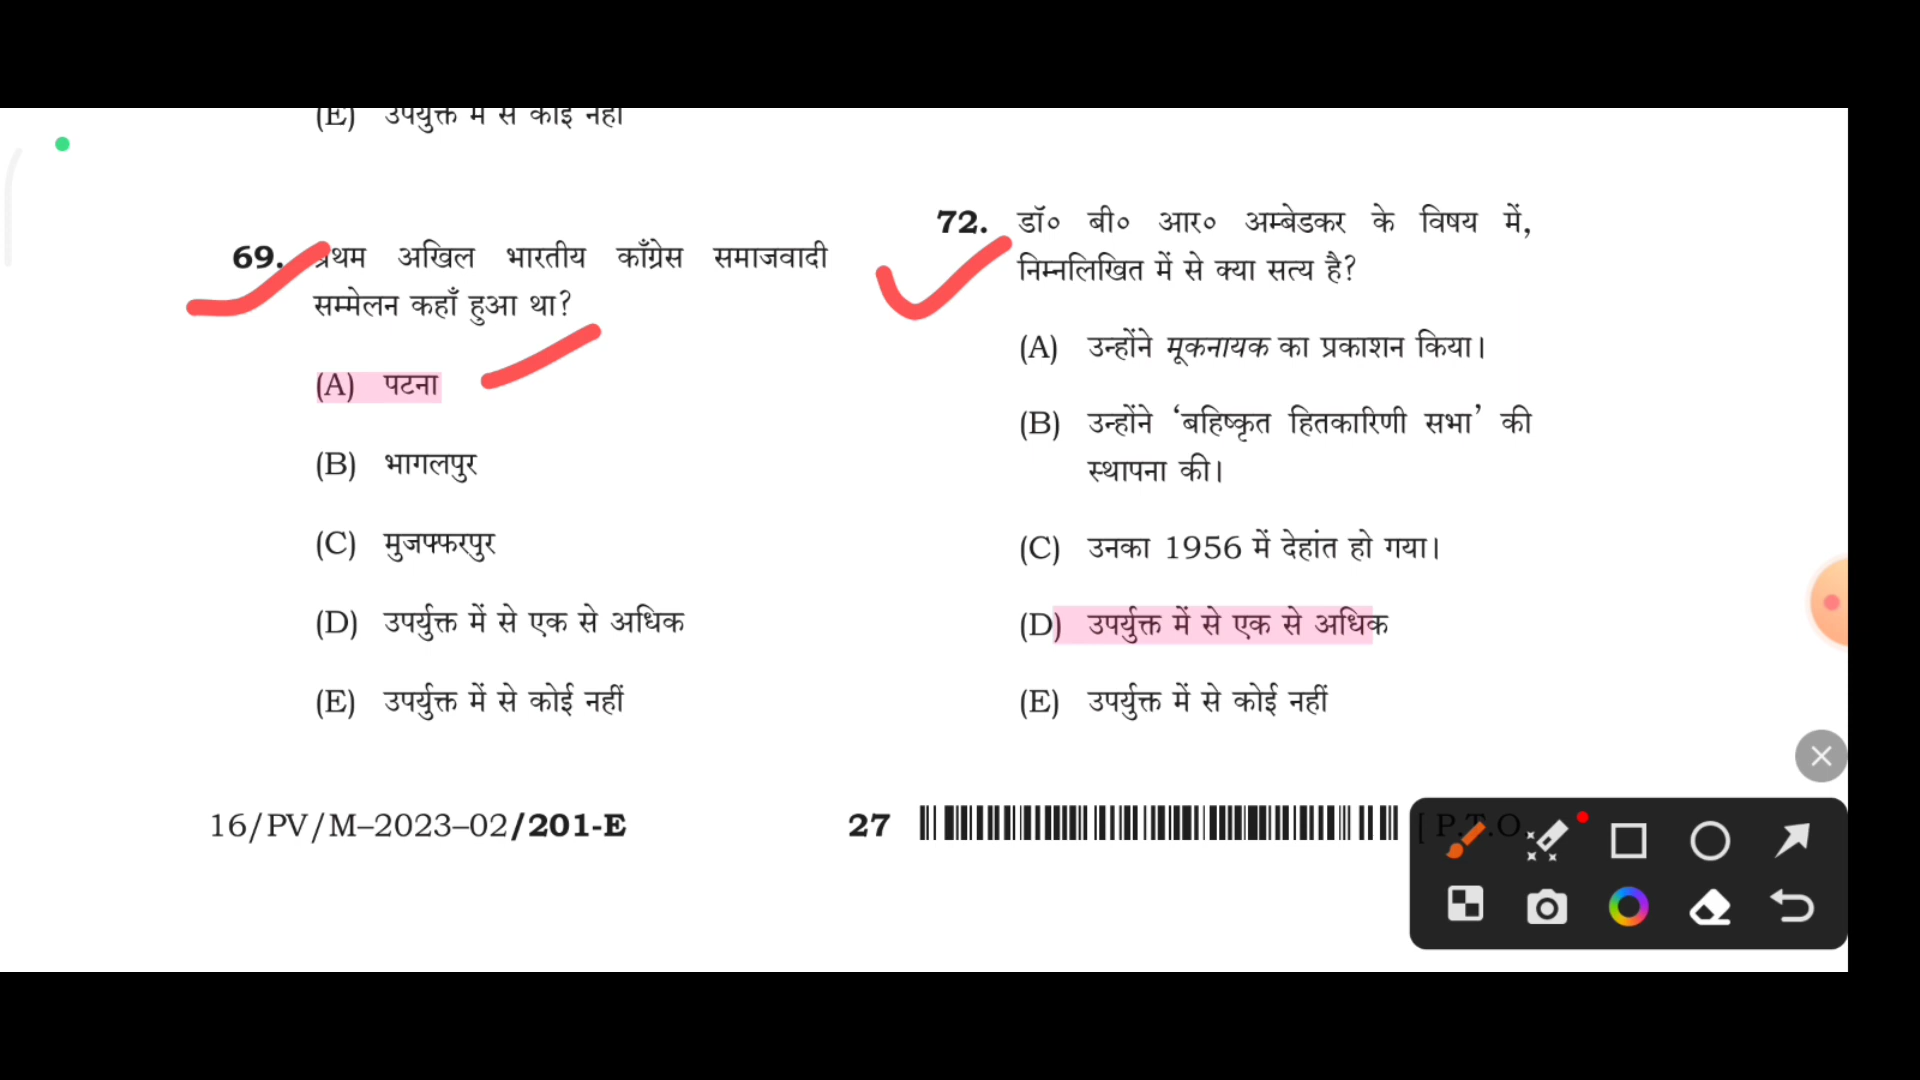 (E) उपर्युक्त में से कोई नहीं
69. प्रथम अखिल भारतीय काँग्रेस समाजवादी
सम्मेलन कहाँ हुआ था?
(A) पटना
(B) भागलपुर
(C) मुजफ्फरपुर
(D) उपर्युक्त में से एक से अधिक
(E) उपर्युक्त में से कोई नहीं
72. डॉ० बी० आर० अम्बेडकर के विषय में,
निम्नलिखित में से क्या सत्य है?
(A) उन्होंने मूकनायक का प्रकाशन किया।
(B) उन्होंने ‘बहिष्कृत हितकारिणी सभा’ की
स्थापना की।
(C) उनका 1956 में देहांत हो गया।
(D) उपर्युक्त में से एक से अधिक
(E) उपर्युक्त में से कोई नहीं
16/PV/M–2023–02/201-E
27
[ P.T.O.